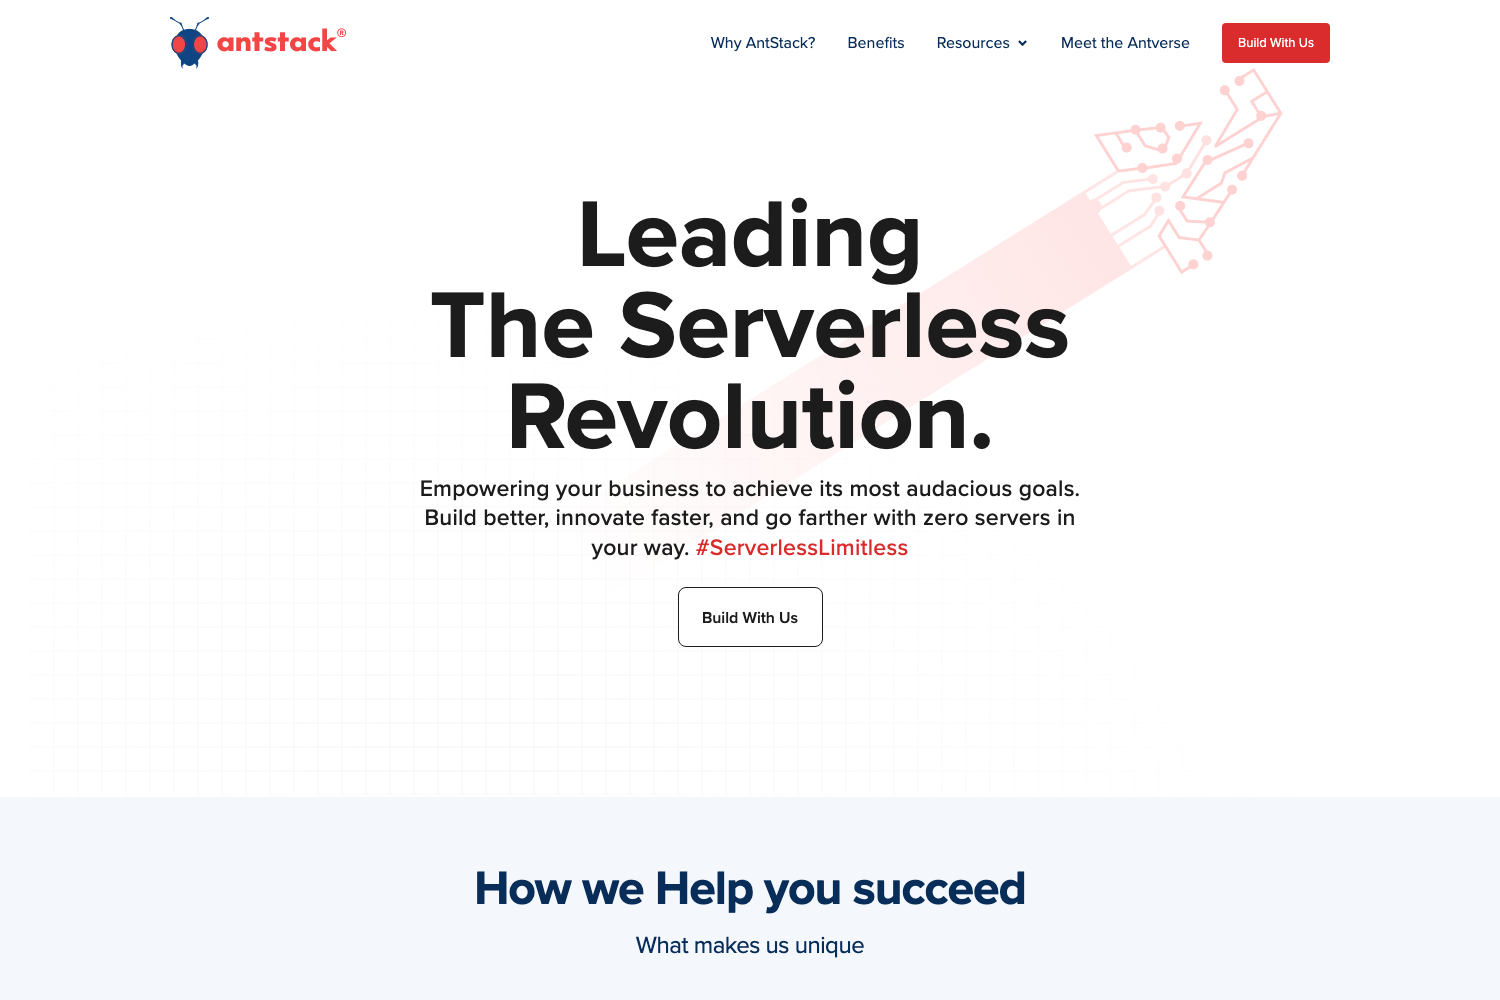 antstack®
Why AntStack?
Benefits
Resources
Meet the Antverse
Build With Us
Leading
The Serverless
Revolution.
Empowering your business to achieve its most audacious goals.
Build better, innovate faster, and go farther with zero servers in
your way. #ServerlessLimitless
Build With Us
How we Help you succeed
What makes us unique